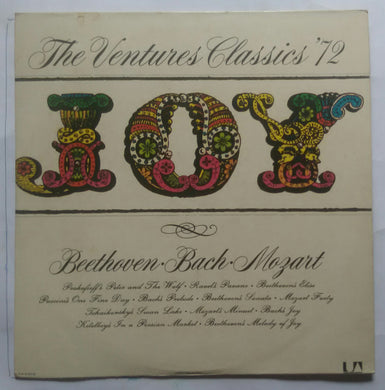 The Ventures Classics '72
JOY
Beethoven • Bach • Mozart
Prokofieff's Peter and The Wolf • Ravel's Pavane • Beethoven's Elise
Puccini's One Fine Day • Bach's Prelude • Beethoven's Sonata • Mozart Forty
Tchaikovsky's Swan Lake • Mozart's Minuet • Bach's Joy
Ketelbey's In a Persian Market • Beethoven's Melody of Joy
UA